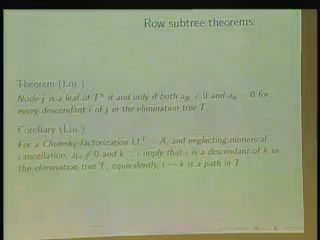 Row subtree theorems
Theorem (Liu )
Node j is a leaf of T^k if and only if both a_jk ≠ 0 and a_ik = 0 for
every descendant i of j in the elimination tree T.
Corollary (Liu )
For a Cholesky factorization LL^T = A, and neglecting numerical
cancellation, a_ki ≠ 0 and k > i imply that i is a descendant of k in
the elimination tree T, equivalently, i → k is a path in T